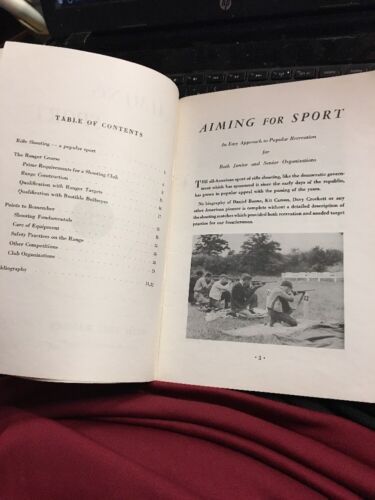 TABLE OF CONTENTS
Rifle Shooting — a popular sport
The Ranger Course
Prime Requirements for a Shooting Club
Range Construction
Qualification with Ranger Targets
Qualification with Bustible Bullseyes
Points to Remember
Shooting Fundamentals
Care of Equipment
Safety Practices on the Range
Other Competitions
Club Organizations
AIMING FOR SPORT
An Easy Approach to Popular Recreation
for
Both Junior and Senior Organizations
THE all-American sport of rifle shooting, like the democratic govern-
ment which has sponsored it since the early days of the republic,
has grown in popular appeal with the passing of the years.
No biography of Daniel Boone, Kit Carson, Davy Crockett or any
other American pioneer is complete without a detailed description of
the shooting matches which provided both recreation and needed target
practice for our frontiersmen.
· 3 ·